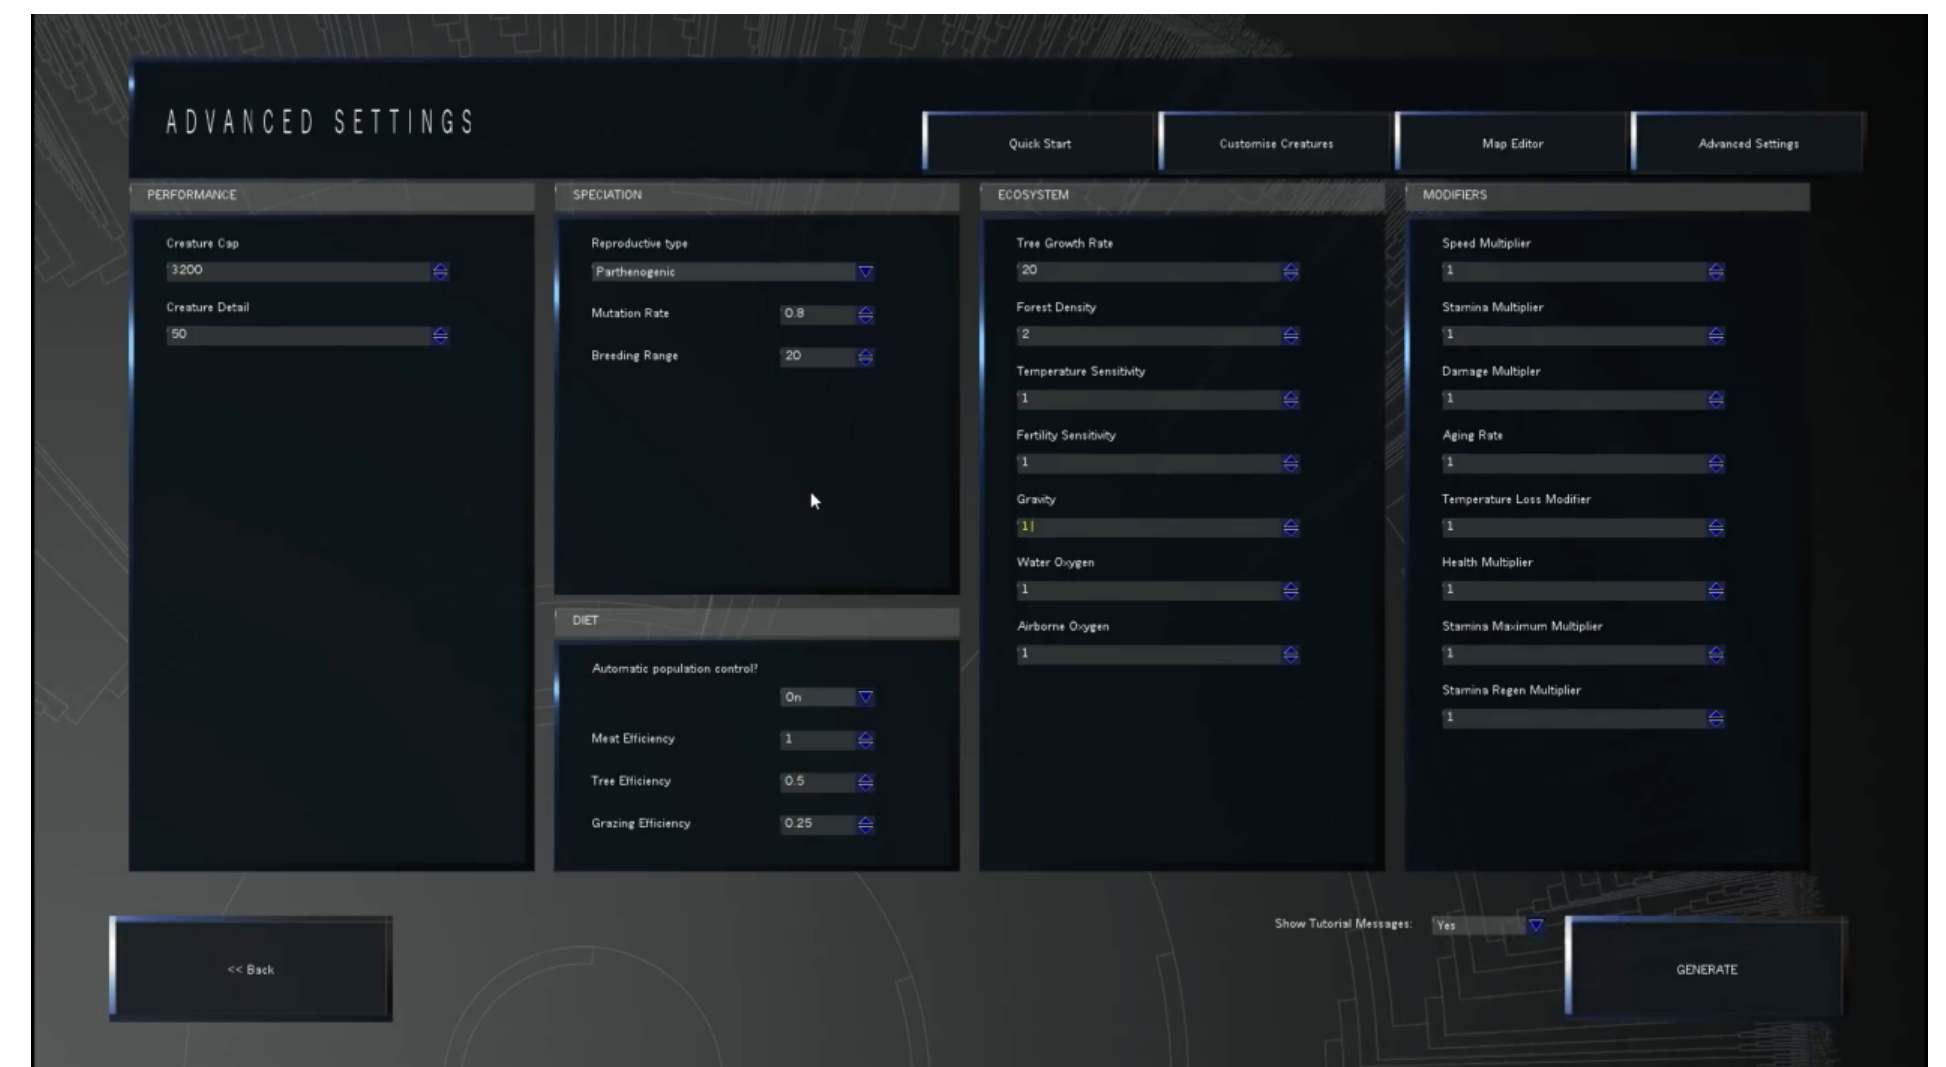 ADVANCED SETTINGS
Quick Start
Customise Creatures
Map Editor
Advanced Settings
PERFORMANCE
Creature Cap
3200
Creature Detail
50
SPECIATION
Reproductive type
Parthenogenic
Mutation Rate 0.8
Breeding Range 20
DIET
Automatic population control?
On
Meat Efficiency 1
Tree Efficiency 0.5
Grazing Efficiency 0.25
ECOSYSTEM
Tree Growth Rate
20
Forest Density
2
Temperature Sensitivity
1
Fertility Sensitivity
1
Gravity
1
Water Oxygen
1
Airborne Oxygen
1
MODIFIERS
Speed Multiplier
1
Stamina Multiplier
1
Damage Multipler
1
Aging Rate
1
Temperature Loss Modifier
1
Health Multiplier
1
Stamina Maximum Multiplier
1
Stamina Regen Multiplier
1
Show Tutorial Messages: Yes
<< Back
GENERATE